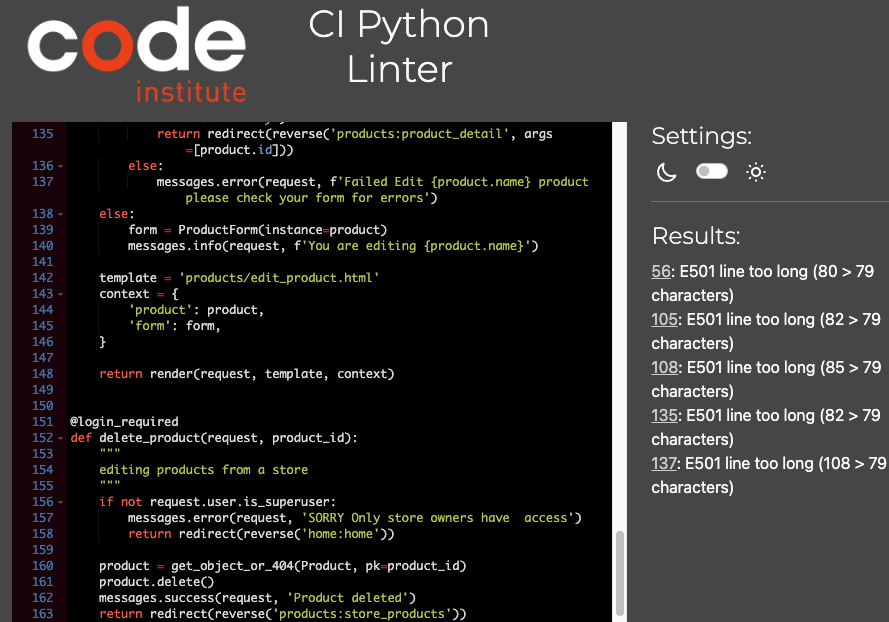 code
institute
CI Python
Linter
135 return redirect(reverse('products:product_detail', args
=[product.id]))
136 else:
137 messages.error(request, f'Failed Edit {product.name} product
please check your form for errors')
138 else:
139 form = ProductForm(instance=product)
140 messages.info(request, f'You are editing {product.name}')
141
142 template = 'products/edit_product.html'
143 context = {
144 'product': product,
145 'form': form,
146 }
147
148 return render(request, template, context)
149
150
151 @login_required
152 def delete_product(request, product_id):
153 """
154 editing products from a store
155 """
156 if not request.user.is_superuser:
157 messages.error(request, 'SORRY Only store owners have  access')
158 return redirect(reverse('home:home'))
159
160 product = get_object_or_404(Product, pk=product_id)
161 product.delete()
162 messages.success(request, 'Product deleted')
163 return redirect(reverse('products:store_products'))
Settings:
Results:
56: E501 line too long (80 > 79
characters)
105: E501 line too long (82 > 79
characters)
108: E501 line too long (85 > 79
characters)
135: E501 line too long (82 > 79
characters)
137: E501 line too long (108 > 79
characters)